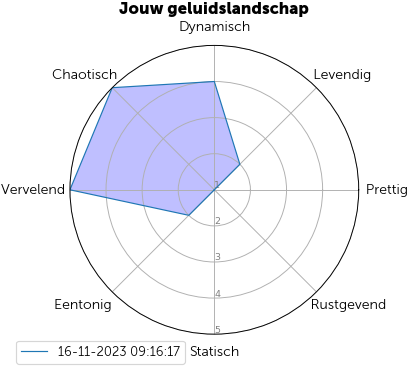 Jouw geluidslandschap
Dynamisch
Chaotisch
Levendig
Vervelend
1
Prettig
2
3
4
Eentonig
Rustgevend
5
16-11-2023 09:16:17
Statisch